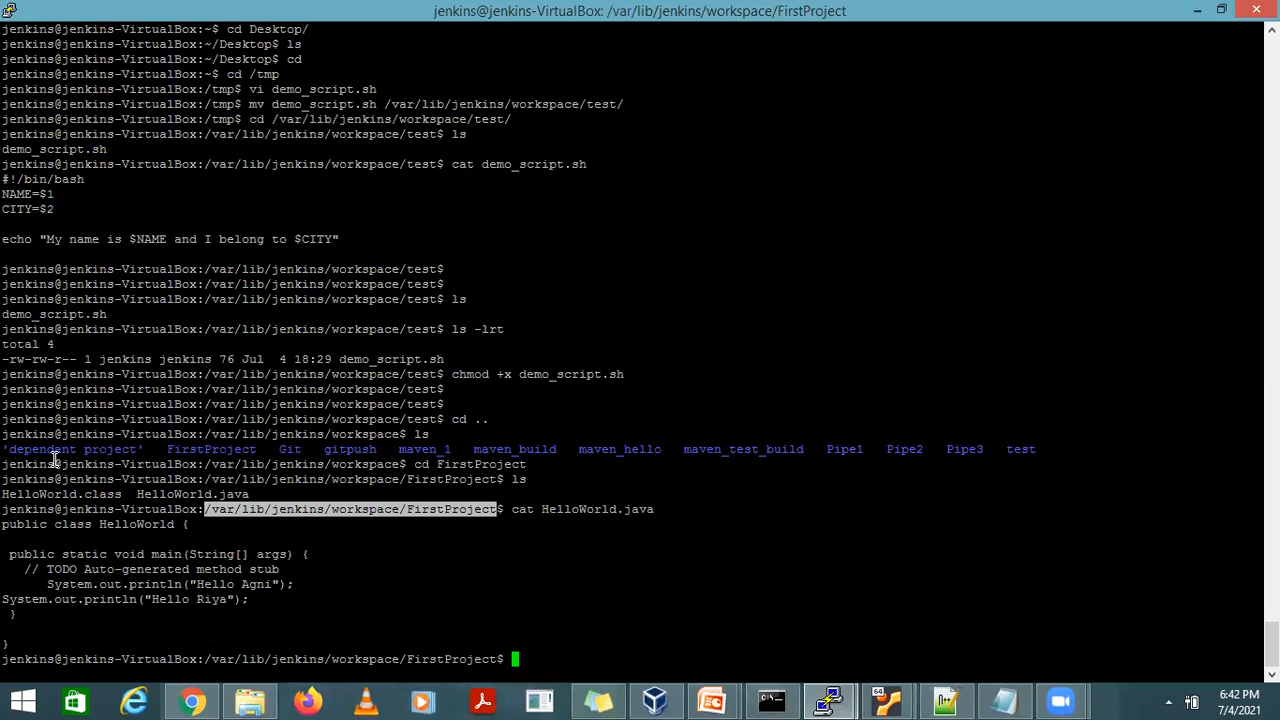 jenkins@jenkins-VirtualBox: /var/lib/jenkins/workspace/FirstProject
jenkins@jenkins-VirtualBox:~$ cd Desktop/
jenkins@jenkins-VirtualBox:~/Desktop$ ls
jenkins@jenkins-VirtualBox:~/Desktop$ cd
jenkins@jenkins-VirtualBox:~$ cd /tmp
jenkins@jenkins-VirtualBox:/tmp$ vi demo_script.sh
jenkins@jenkins-VirtualBox:/tmp$ mv demo_script.sh /var/lib/jenkins/workspace/test/
jenkins@jenkins-VirtualBox:/tmp$ cd /var/lib/jenkins/workspace/test/
jenkins@jenkins-VirtualBox:/var/lib/jenkins/workspace/test$ ls
demo_script.sh
jenkins@jenkins-VirtualBox:/var/lib/jenkins/workspace/test$ cat demo_script.sh
#!/bin/bash
NAME=$1
CITY=$2
echo "My name is $NAME and I belong to $CITY"
jenkins@jenkins-VirtualBox:/var/lib/jenkins/workspace/test$
jenkins@jenkins-VirtualBox:/var/lib/jenkins/workspace/test$
jenkins@jenkins-VirtualBox:/var/lib/jenkins/workspace/test$ ls
demo_script.sh
jenkins@jenkins-VirtualBox:/var/lib/jenkins/workspace/test$ ls -lrt
total 4
-rw-rw-r-- 1 jenkins jenkins 76 Jul  4 18:29 demo_script.sh
jenkins@jenkins-VirtualBox:/var/lib/jenkins/workspace/test$ chmod +x demo_script.sh
jenkins@jenkins-VirtualBox:/var/lib/jenkins/workspace/test$
jenkins@jenkins-VirtualBox:/var/lib/jenkins/workspace/test$
jenkins@jenkins-VirtualBox:/var/lib/jenkins/workspace/test$ cd ..
jenkins@jenkins-VirtualBox:/var/lib/jenkins/workspace$ ls
'dependant project'   FirstProject   Git   gitpush   maven_1   maven_build   maven_hello   maven_test_build   Pipe1   Pipe2   Pipe3   test
jenkins@jenkins-VirtualBox:/var/lib/jenkins/workspace$ cd FirstProject
jenkins@jenkins-VirtualBox:/var/lib/jenkins/workspace/FirstProject$ ls
HelloWorld.class  HelloWorld.java
jenkins@jenkins-VirtualBox:/var/lib/jenkins/workspace/FirstProject$ cat HelloWorld.java
public class HelloWorld {
public static void main(String[] args) {
// TODO Auto-generated method stub
System.out.println("Hello Agni");
System.out.println("Hello Riya");
}
}
jenkins@jenkins-VirtualBox:/var/lib/jenkins/workspace/FirstProject$
64
6:42 PM
7/4/2021